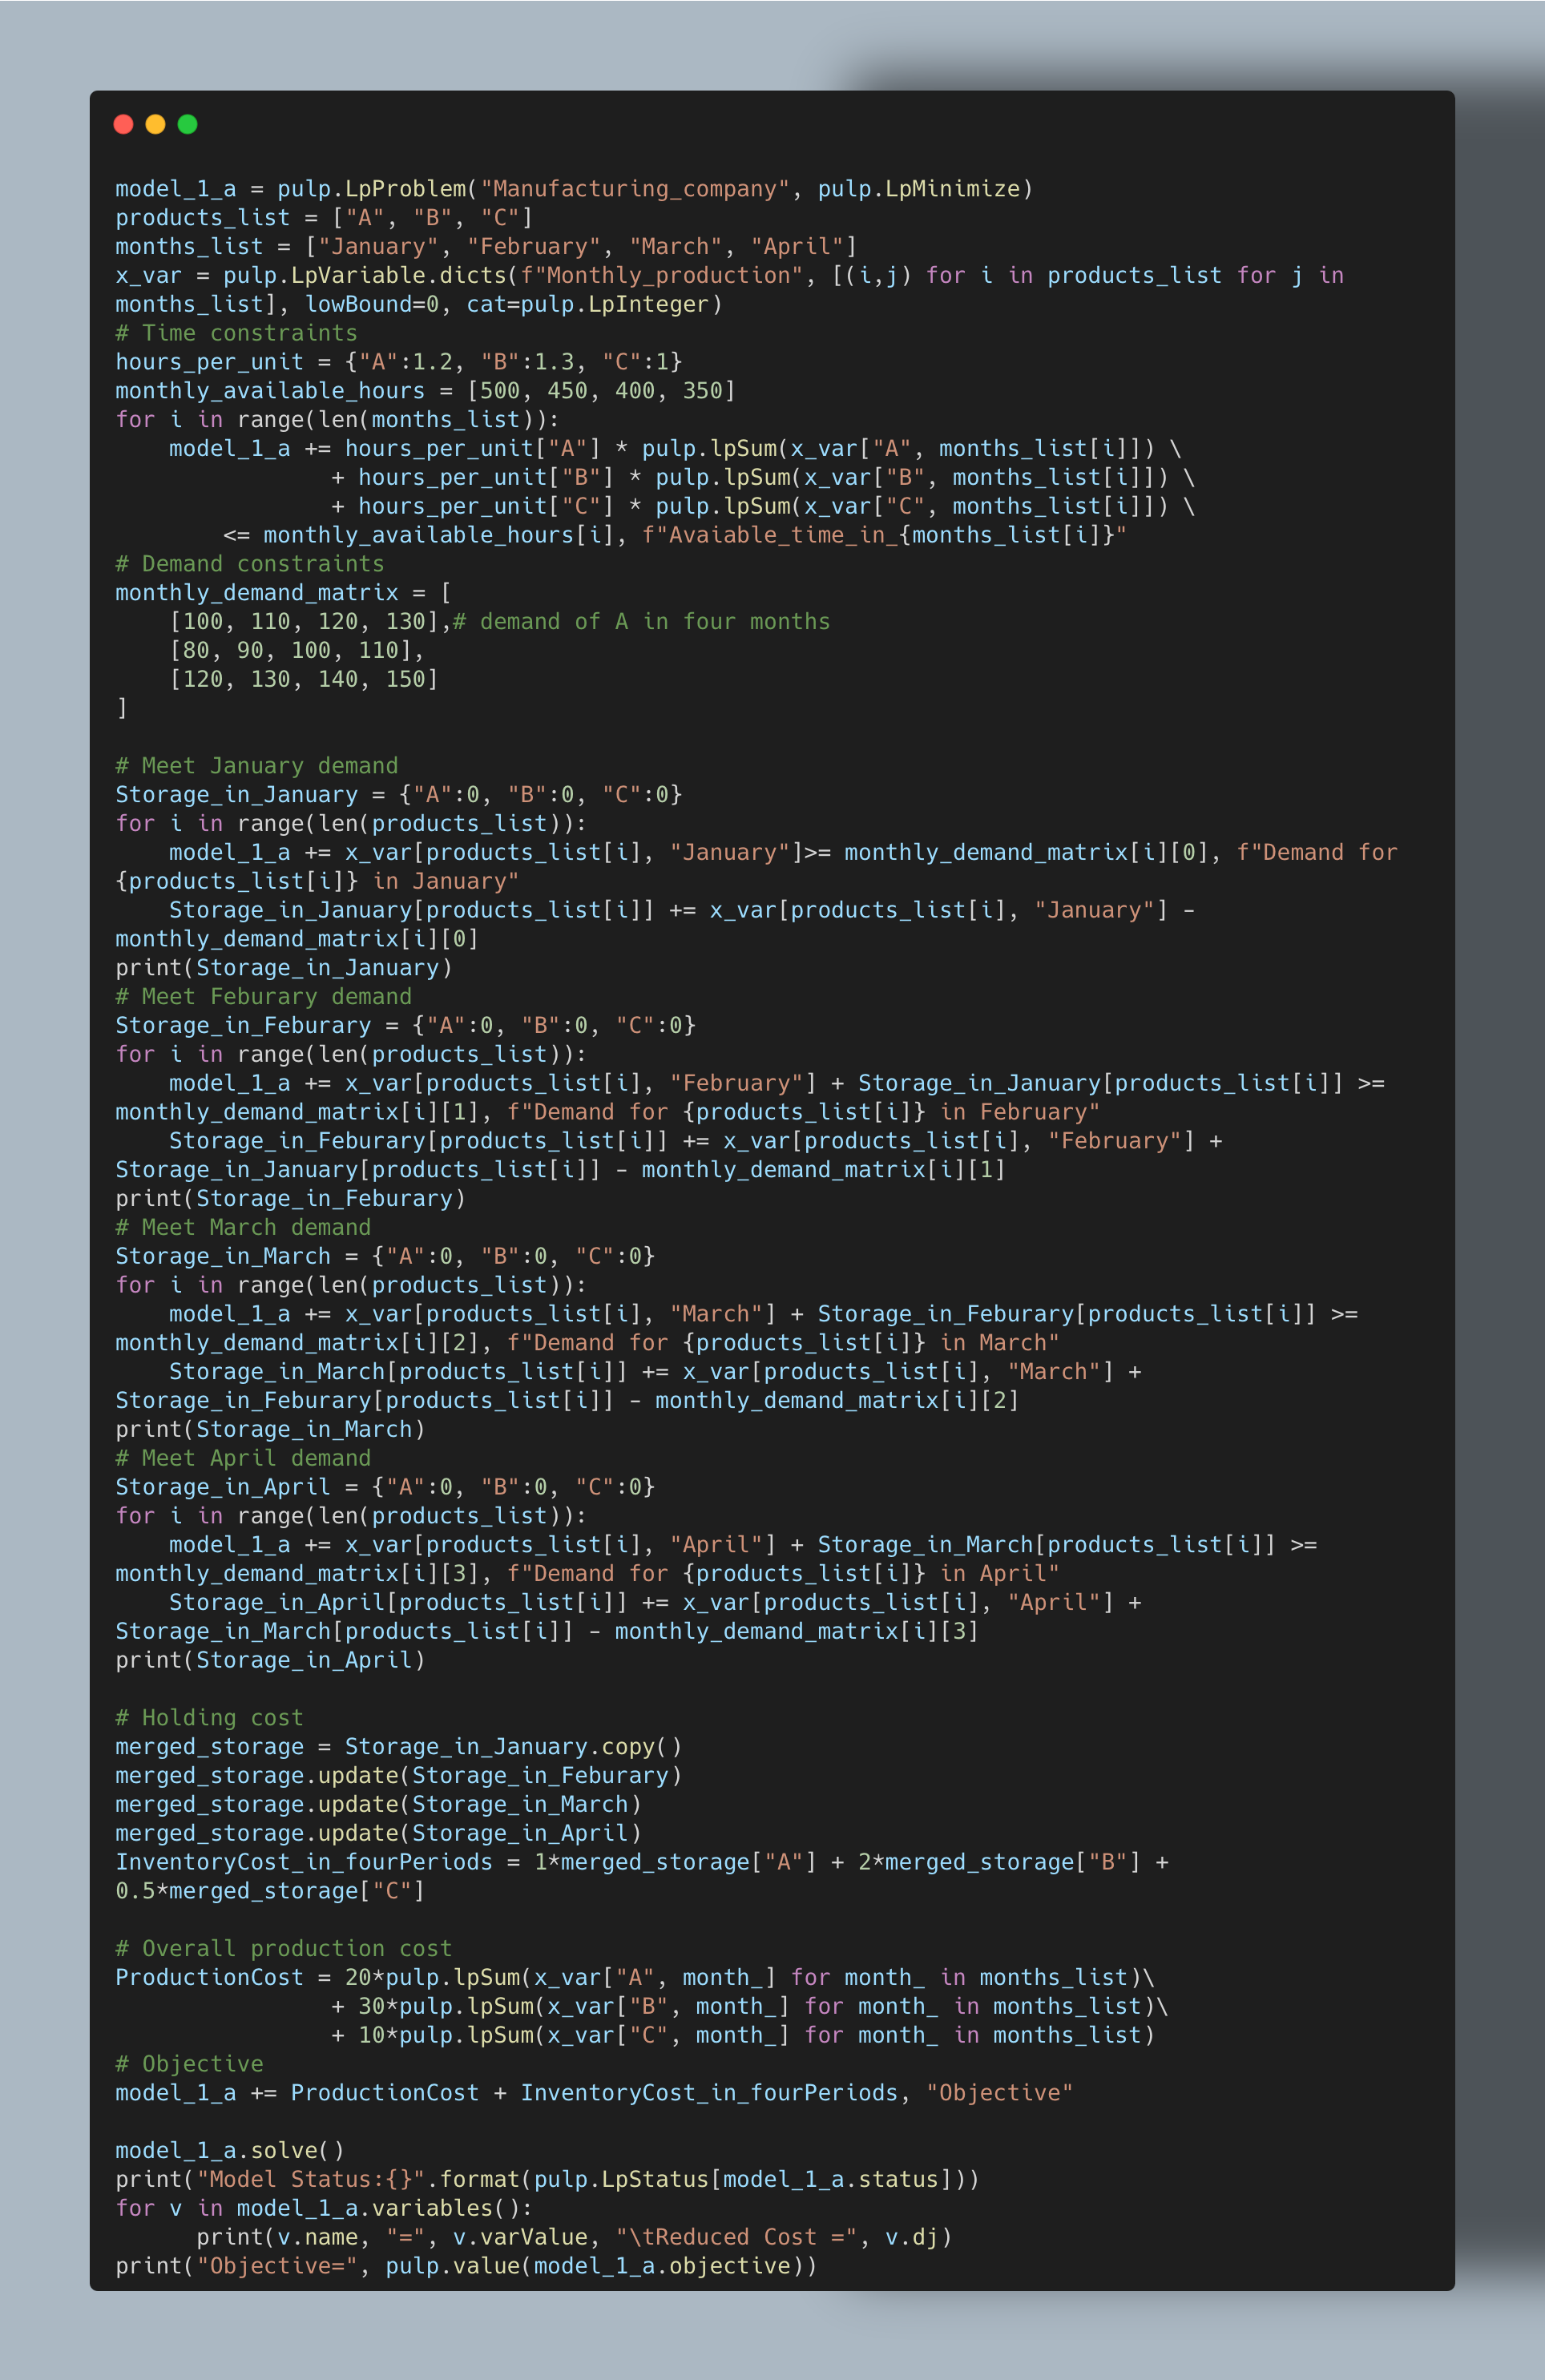 model_1_a = pulp.LpProblem("Manufacturing_company", pulp.LpMinimize)
products_list = ["A", "B", "C"]
months_list = ["January", "February", "March", "April"]
x_var = pulp.LpVariable.dicts(f"Monthly_production", [(i,j) for i in products_list for j in
months_list], lowBound=0, cat=pulp.LpInteger)
# Time constraints
hours_per_unit = {"A":1.2, "B":1.3, "C":1}
monthly_available_hours = [500, 450, 400, 350]
for i in range(len(months_list)):
    model_1_a += hours_per_unit["A"] * pulp.lpSum(x_var["A", months_list[i]]) \
                + hours_per_unit["B"] * pulp.lpSum(x_var["B", months_list[i]]) \
                + hours_per_unit["C"] * pulp.lpSum(x_var["C", months_list[i]]) \
        <= monthly_available_hours[i], f"Avaiable_time_in_{months_list[i]}"
# Demand constraints
monthly_demand_matrix = [
    [100, 110, 120, 130],# demand of A in four months
    [80, 90, 100, 110],
    [120, 130, 140, 150]
]

# Meet January demand
Storage_in_January = {"A":0, "B":0, "C":0}
for i in range(len(products_list)):
    model_1_a += x_var[products_list[i], "January"]>= monthly_demand_matrix[i][0], f"Demand for
{products_list[i]} in January"
    Storage_in_January[products_list[i]] += x_var[products_list[i], "January"] -
monthly_demand_matrix[i][0]
print(Storage_in_January)
# Meet Feburary demand
Storage_in_Feburary = {"A":0, "B":0, "C":0}
for i in range(len(products_list)):
    model_1_a += x_var[products_list[i], "February"] + Storage_in_January[products_list[i]] >=
monthly_demand_matrix[i][1], f"Demand for {products_list[i]} in February"
    Storage_in_Feburary[products_list[i]] += x_var[products_list[i], "February"] +
Storage_in_January[products_list[i]] - monthly_demand_matrix[i][1]
print(Storage_in_Feburary)
# Meet March demand
Storage_in_March = {"A":0, "B":0, "C":0}
for i in range(len(products_list)):
    model_1_a += x_var[products_list[i], "March"] + Storage_in_Feburary[products_list[i]] >=
monthly_demand_matrix[i][2], f"Demand for {products_list[i]} in March"
    Storage_in_March[products_list[i]] += x_var[products_list[i], "March"] +
Storage_in_Feburary[products_list[i]] - monthly_demand_matrix[i][2]
print(Storage_in_March)
# Meet April demand
Storage_in_April = {"A":0, "B":0, "C":0}
for i in range(len(products_list)):
    model_1_a += x_var[products_list[i], "April"] + Storage_in_March[products_list[i]] >=
monthly_demand_matrix[i][3], f"Demand for {products_list[i]} in April"
    Storage_in_April[products_list[i]] += x_var[products_list[i], "April"] +
Storage_in_March[products_list[i]] - monthly_demand_matrix[i][3]
print(Storage_in_April)

# Holding cost
merged_storage = Storage_in_January.copy()
merged_storage.update(Storage_in_Feburary)
merged_storage.update(Storage_in_March)
merged_storage.update(Storage_in_April)
InventoryCost_in_fourPeriods = 1*merged_storage["A"] + 2*merged_storage["B"] +
0.5*merged_storage["C"]

# Overall production cost
ProductionCost = 20*pulp.lpSum(x_var["A", month_] for month_ in months_list)\
                + 30*pulp.lpSum(x_var["B", month_] for month_ in months_list)\
                + 10*pulp.lpSum(x_var["C", month_] for month_ in months_list)
# Objective
model_1_a += ProductionCost + InventoryCost_in_fourPeriods, "Objective"

model_1_a.solve()
print("Model Status:{}".format(pulp.LpStatus[model_1_a.status]))
for v in model_1_a.variables():
      print(v.name, "=", v.varValue, "\tReduced Cost =", v.dj)
print("Objective=", pulp.value(model_1_a.objective))